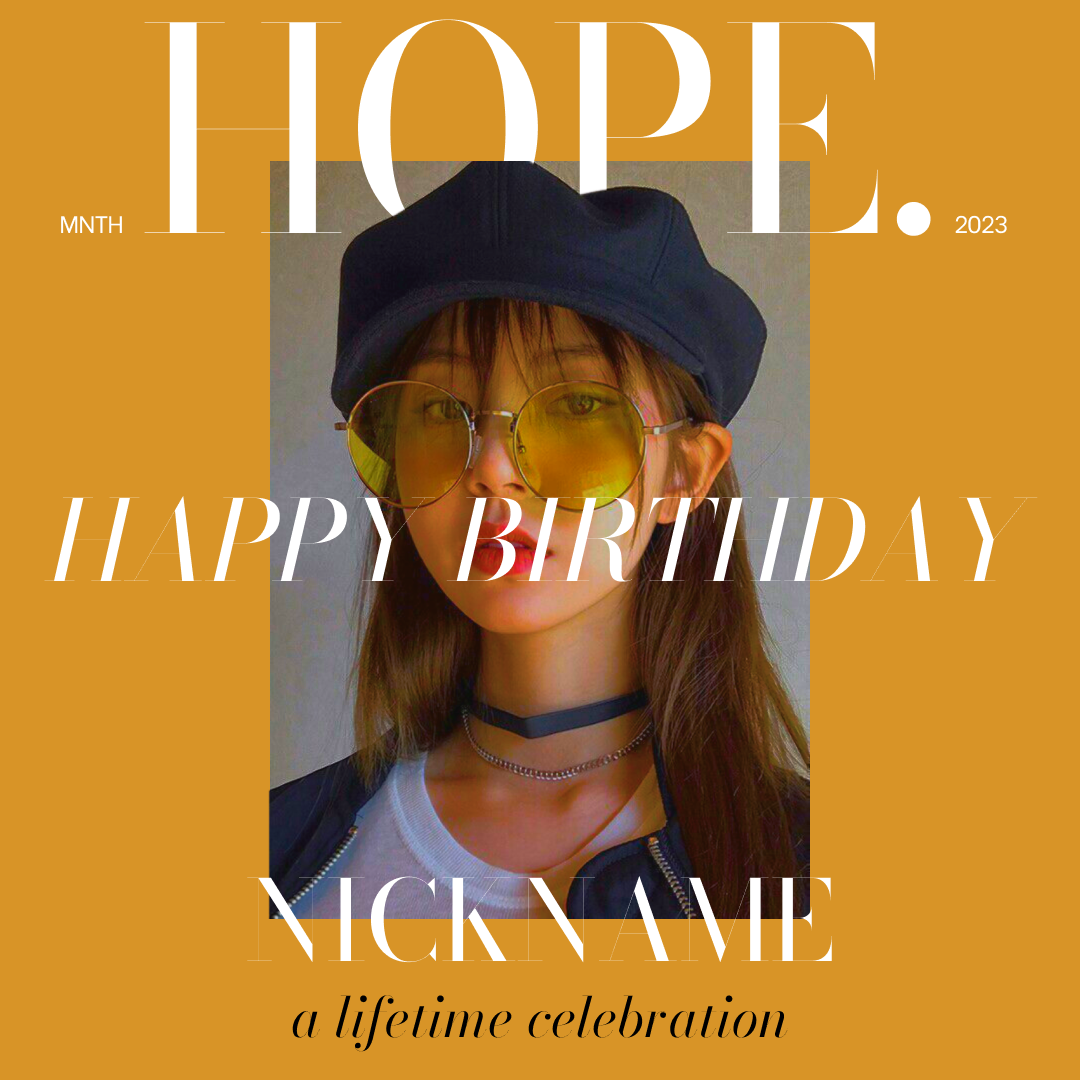 HOPE.
MNTH
2023
HAPPY BIRTHDAY
NICKNAME
a lifetime celebration